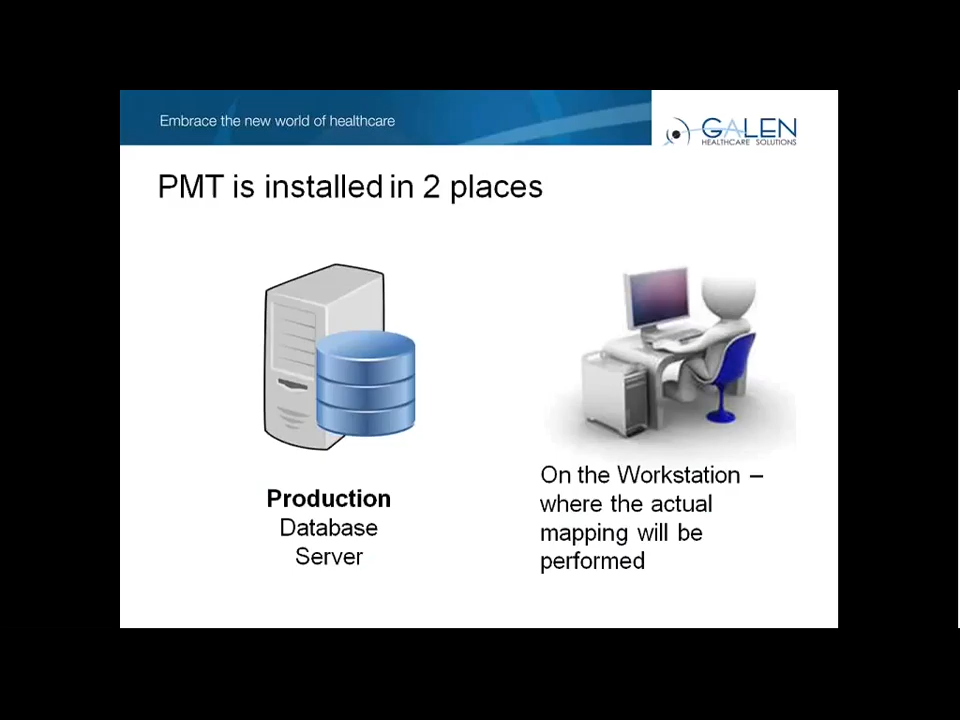 Embrace the new world of healthcare
GALEN
HEALTHCARE SOLUTIONS
PMT is installed in 2 places
Production
Database
Server
On the Workstation –
where the actual
mapping will be
performed